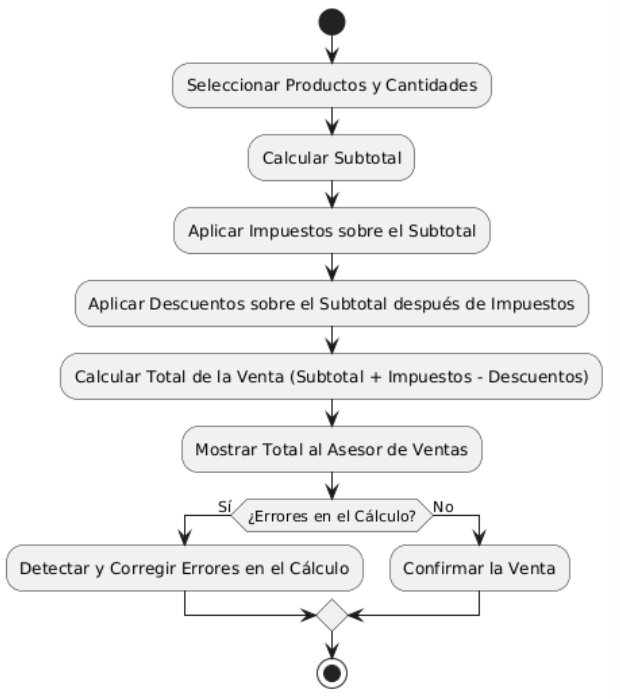 Seleccionar Productos y Cantidades
Calcular Subtotal
Aplicar Impuestos sobre el Subtotal
Aplicar Descuentos sobre el Subtotal después de Impuestos
Calcular Total de la Venta (Subtotal + Impuestos - Descuentos)
Mostrar Total al Asesor de Ventas
Sí
¿Errores en el Cálculo?
No
Detectar y Corregir Errores en el Cálculo
Confirmar la Venta